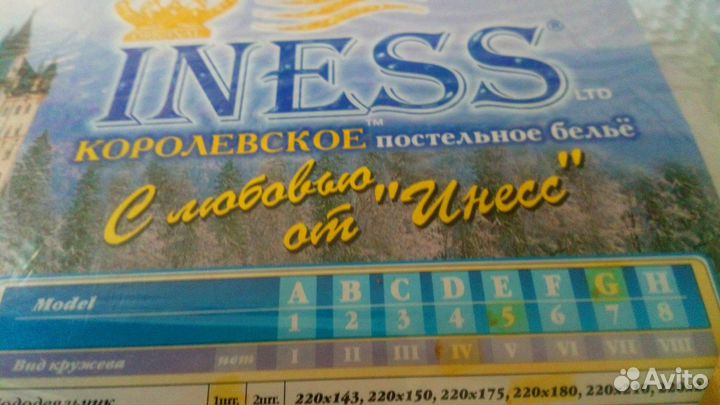 INESS ®
LTD
КОРОЛЕВСКОЕ™ постельное бельё
С любовью
от "Инесс"
Model A B C D E F G H
1 2 3 4 5 6 7 8
Вид кружева нет I II III IV V VI VII VIII
1шт. 2шт. 220x143, 220x150, 220x175, 220x180,
Avito